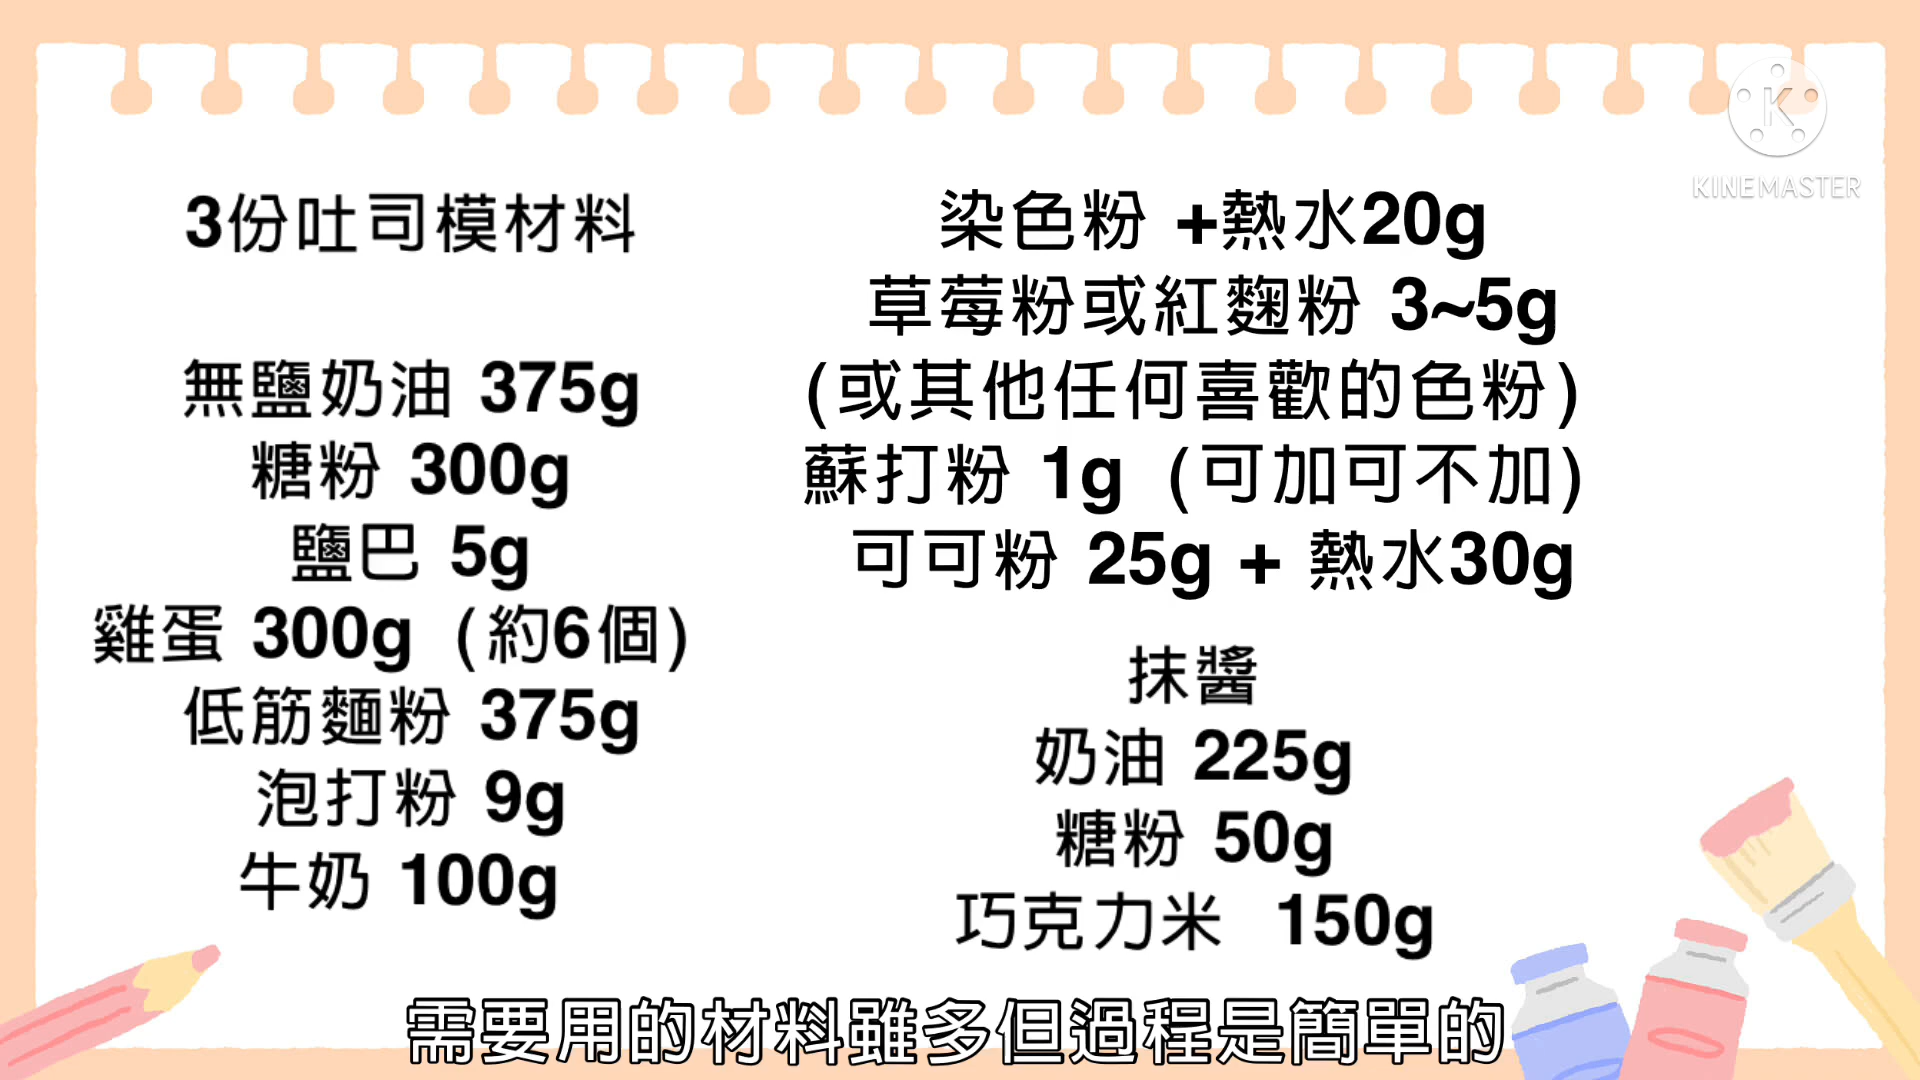 3份吐司模材料
無鹽奶油 375g
糖粉 300g
鹽巴 5g
雞蛋 300g (約6個)
低筋麵粉 375g
泡打粉 9g
牛奶 100g
染色粉 +熱水20g
草莓粉或紅麴粉 3~5g
(或其他任何喜歡的色粉)
蘇打粉 1g (可加可不加)
可可粉 25g + 熱水30g
抹醬
奶油 225g
糖粉 50g
巧克力米 150g
需要用的材料雖多但過程是簡單的
K
KINEMASTER